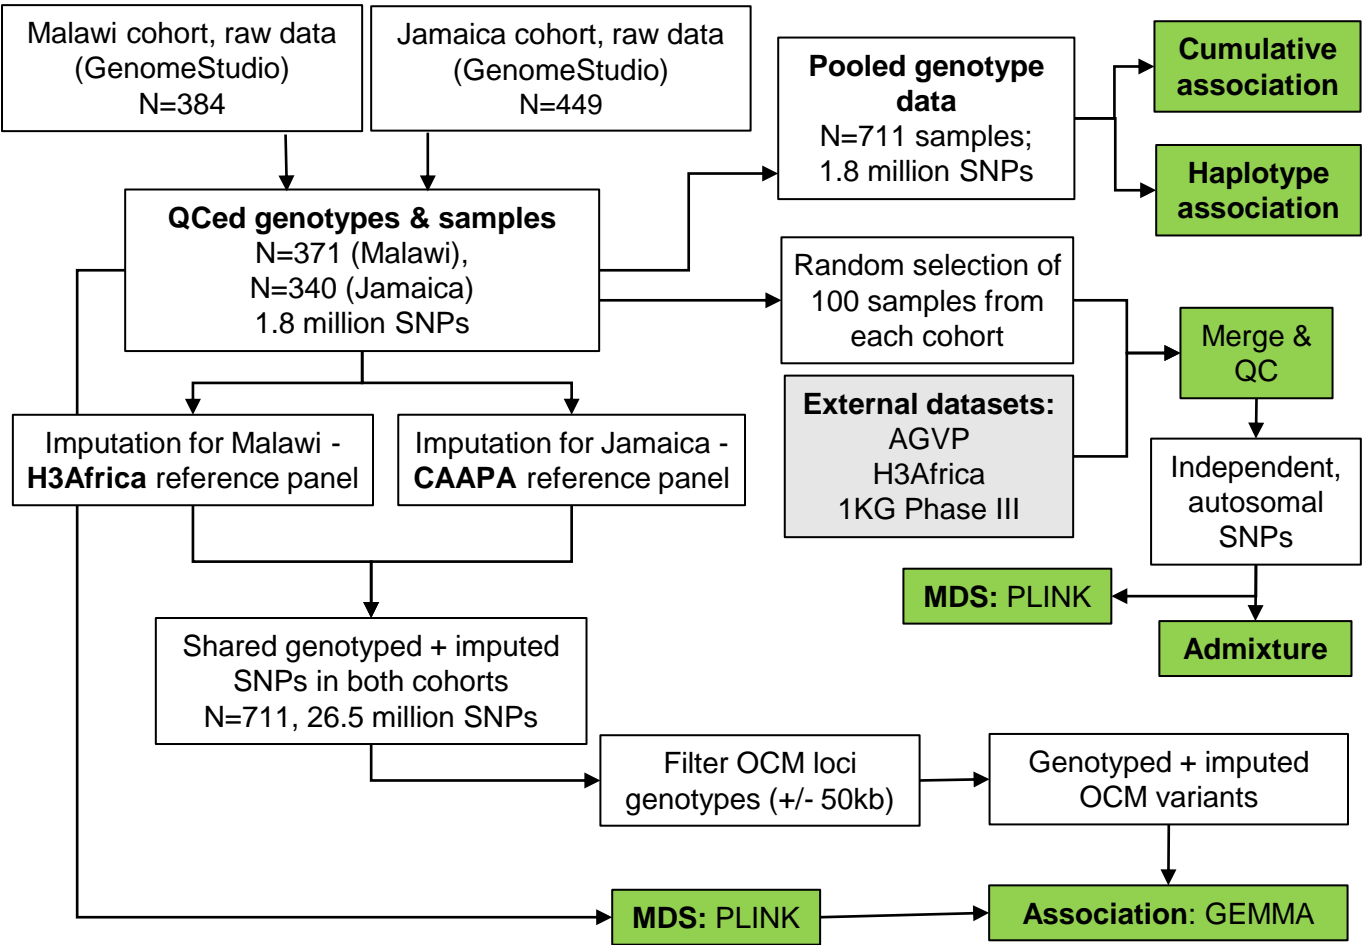 Malawi cohort, raw data
(GenomeStudio)
N=384
Jamaica cohort, raw data
(GenomeStudio)
N=449
Pooled genotype
data
N=711 samples;
1.8 million SNPs
Cumulative
association
Haplotype
association
QCed genotypes & samples
N=371 (Malawi),
N=340 (Jamaica)
1.8 million SNPs
Random selection of
100 samples from
each cohort
Merge &
QC
External datasets:
AGVP
H3Africa
1KG Phase III
Imputation for Malawi -
H3Africa reference panel
Imputation for Jamaica -
CAAPA reference panel
Independent,
autosomal
SNPs
MDS: PLINK
Admixture
Shared genotyped + imputed
SNPs in both cohorts
N=711, 26.5 million SNPs
Filter OCM loci
genotypes (+/- 50kb)
Genotyped + imputed
OCM variants
MDS: PLINK
Association: GEMMA